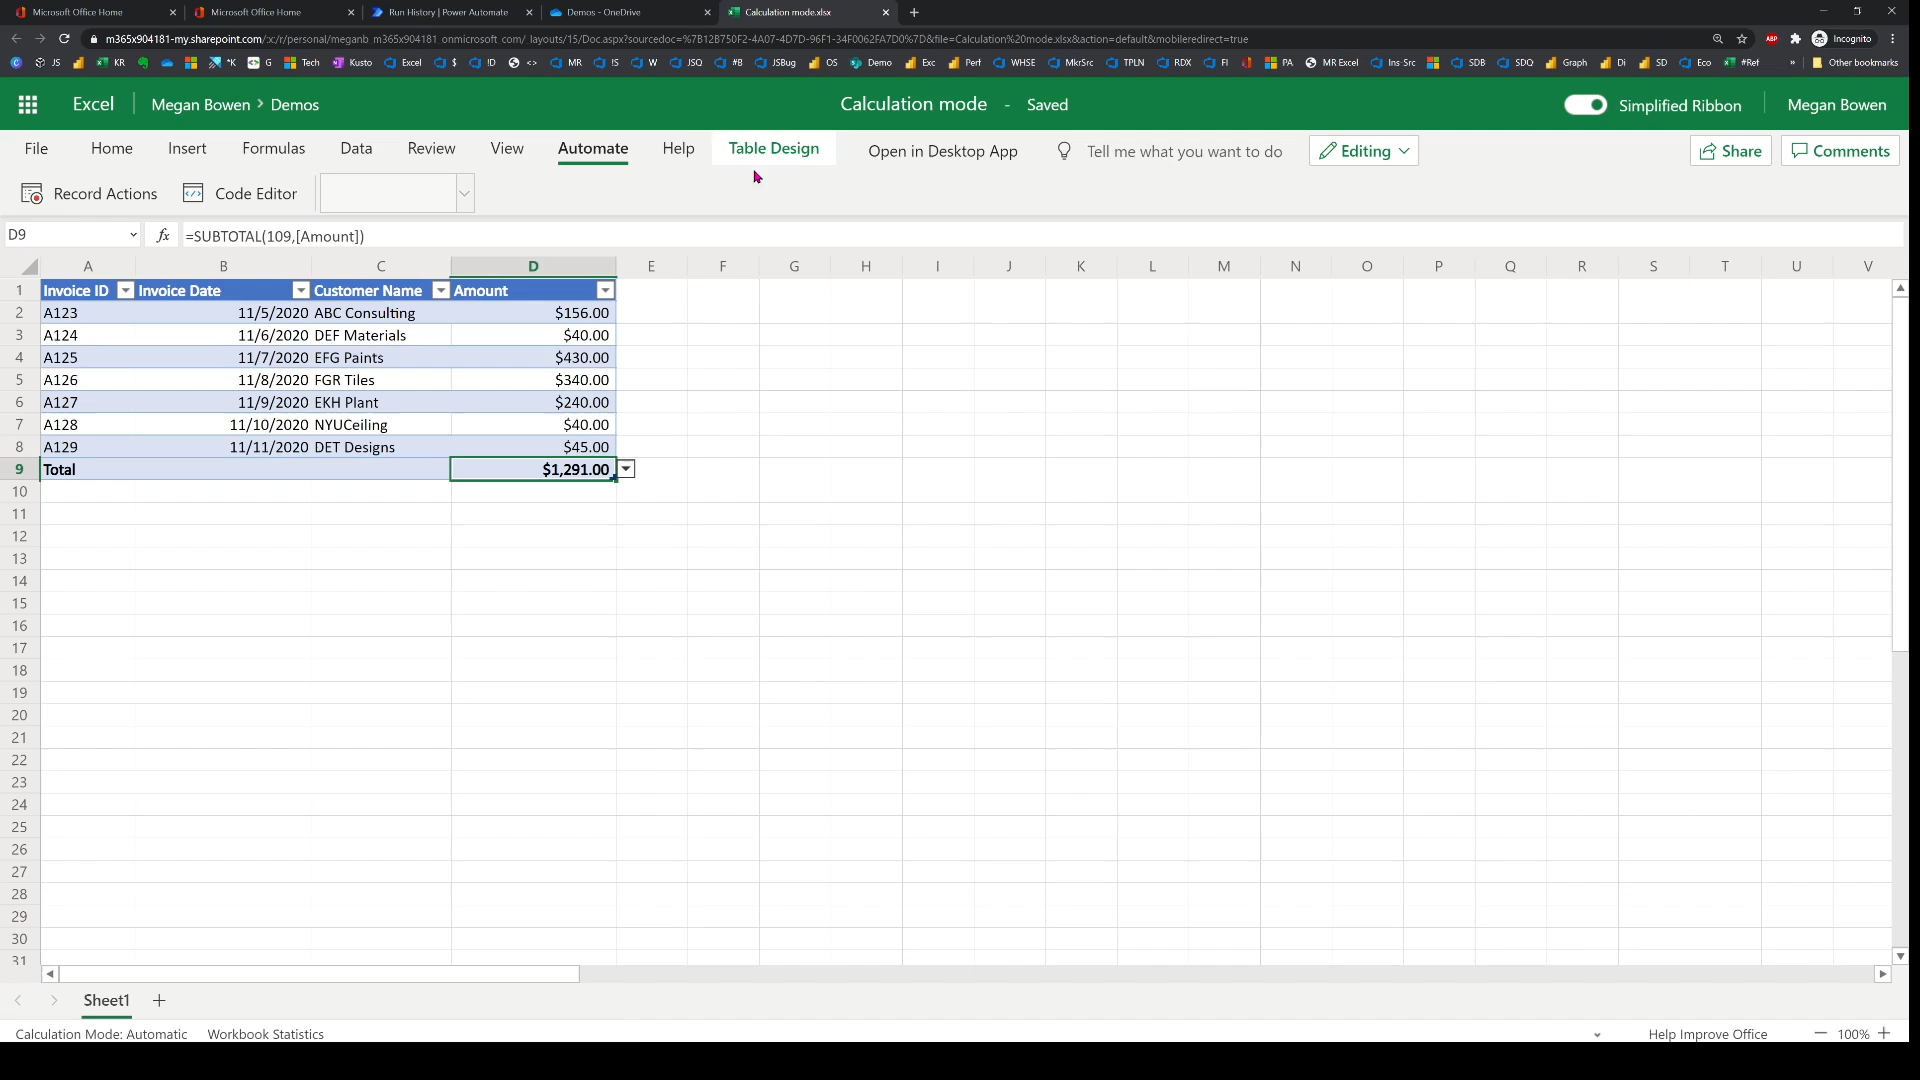 Microsoft Office Home Microsoft Office Home Run History | Power Automate Demos - OneDrive Calculation mode.xlsx
m365x904181-my.sharepoint.com/:x:/r/personal/meganb_m365x904181_onmicrosoft_com/_layouts/15/Doc.aspx?sourcedoc=%7B12B750F2-4A07-4D7D-96F1-34F0062FA7D0%7D&file=Calculation%20mode.xlsx&action=default&mobileredirect=true ABP Incognito
JS KR *K G Tech Kusto Excel $ !D <> MR !S W JSQ #B JSBug OS Demo Exc Perf WHSE MkrSrc TPLN RDX FI PA MR Excel Ins-Src SDB SDQ Graph Di SD Eco #Ref » Other bookmarks
Excel Megan Bowen > Demos Calculation mode - Saved Simplified Ribbon Megan Bowen
File Home Insert Formulas Data Review View Automate Help Table Design Open in Desktop App Tell me what you want to do Editing Share Comments
Record Actions Code Editor
D9 fx =SUBTOTAL(109,[Amount])
A B C D E F G H I J K L M N O P Q R S T U V
1 Invoice ID Invoice Date Customer Name Amount
2 A123 11/5/2020 ABC Consulting $156.00
3 A124 11/6/2020 DEF Materials $40.00
4 A125 11/7/2020 EFG Paints $430.00
5 A126 11/8/2020 FGR Tiles $340.00
6 A127 11/9/2020 EKH Plant $240.00
7 A128 11/10/2020 NYUCeiling $40.00
8 A129 11/11/2020 DET Designs $45.00
9 Total $1,291.00
10
11
12
13
14
15
16
17
18
19
20
21
22
23
24
25
26
27
28
29
30
31
Sheet1
Calculation Mode: Automatic Workbook Statistics Help Improve Office 100%